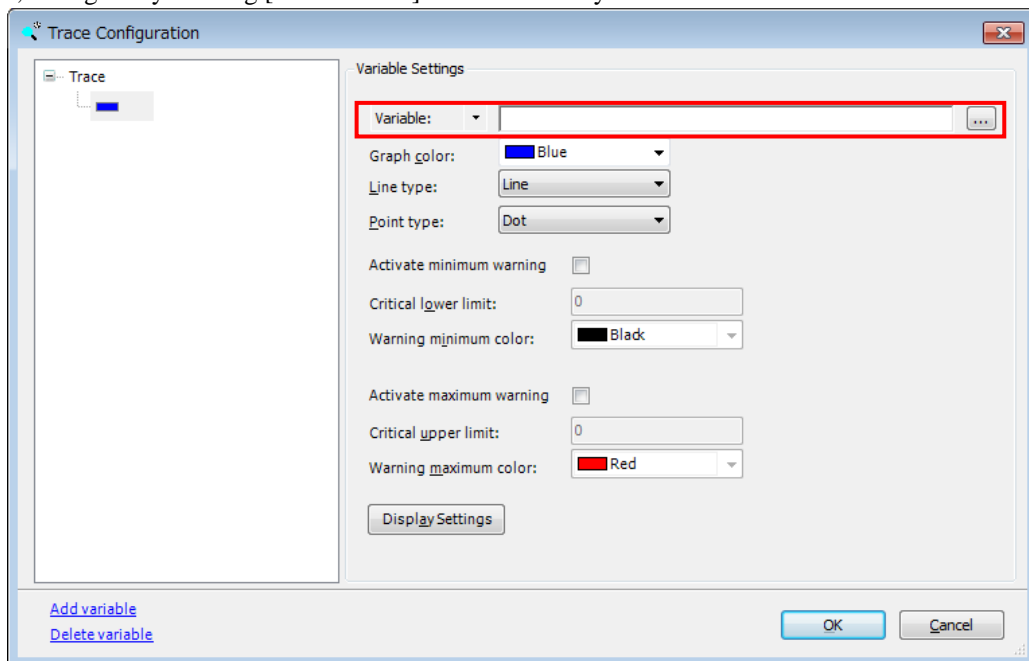 Trace Configuration
Trace
Variable Settings
Variable:
...
Graph color: Blue
Line type: Line
Point type: Dot
Activate minimum warning
Critical lower limit: 0
Warning minimum color: Black
Activate maximum warning
Critical upper limit: 0
Warning maximum color: Red
Display Settings
Add variable
Delete variable
OK Cancel